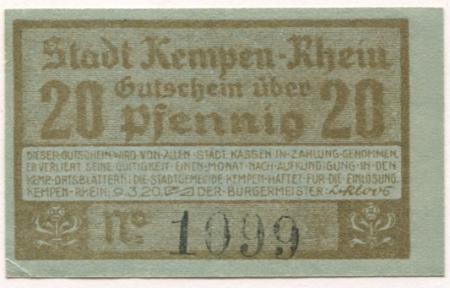 Stadt Kempen-Rhein
Gutschein über
20 Pfennig 20
DIESER GUTSCHEIN WIRD VON ALLEN STÄDT. KASSEN IN ZAHLUNG GENOMMEN.
ER VERLIERT SEINE GÜLTIGKEIT EINEN MONAT NACH AUFKÜNDIGUNG IN DEN
KEMP. ORTSBLÄTTERN. DIE STADTGEMEINDE KEMPEN HAFTET FÜR DIE EINLÖSUNG.
KEMPEN-RHEIN, 9.3.20. DER BÜRGERMEISTER
No 1099